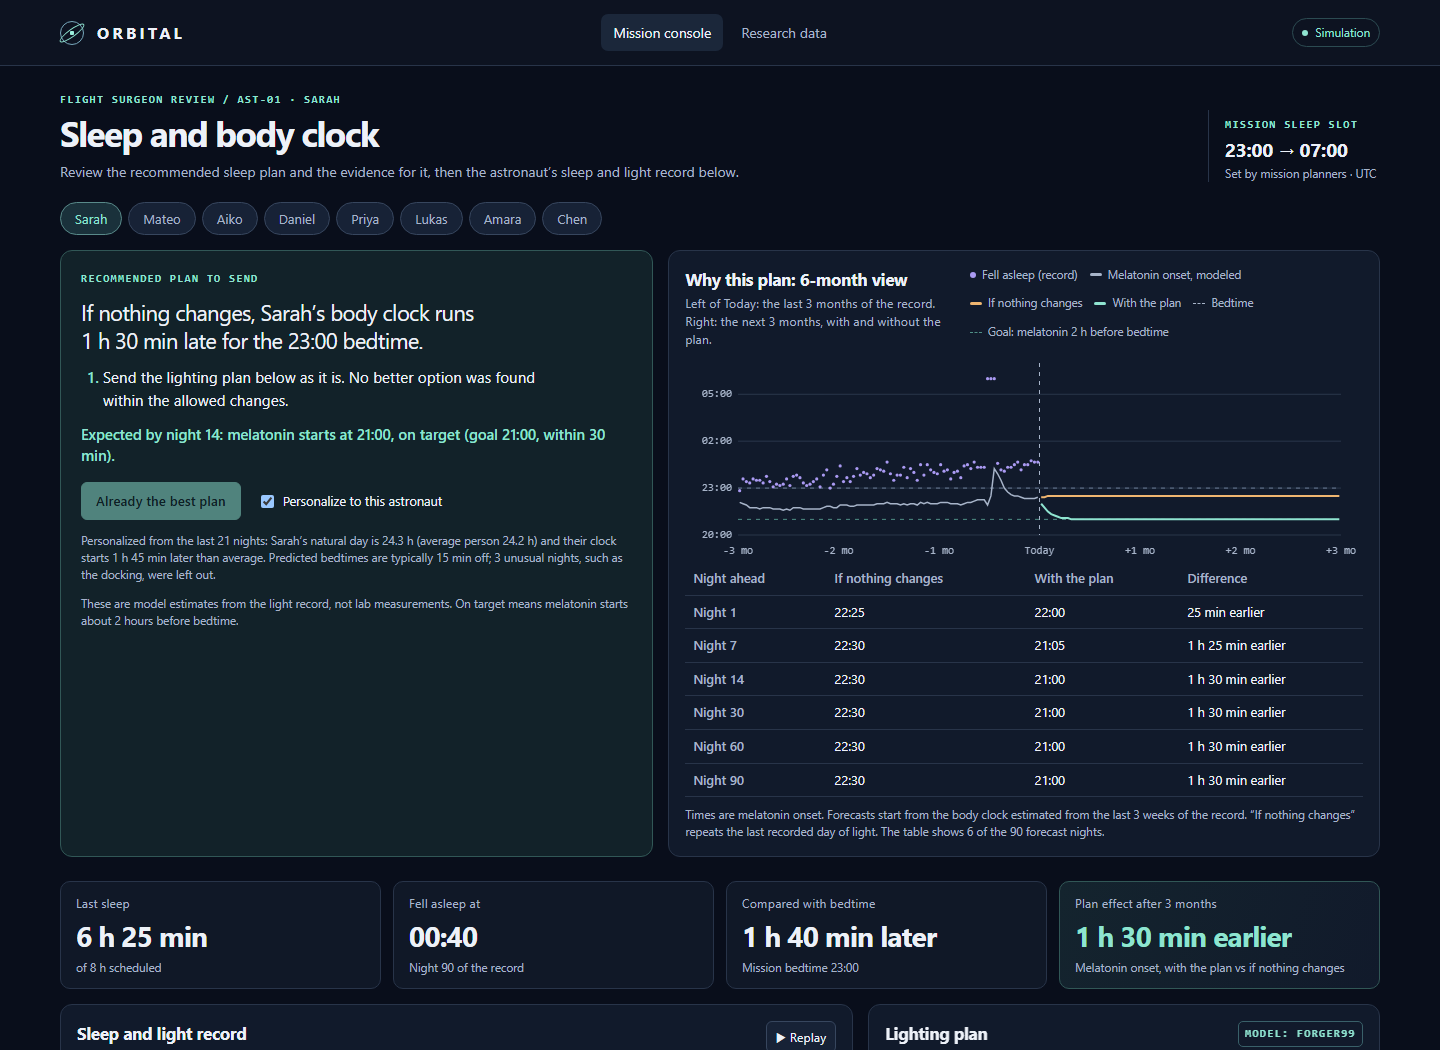 ORBITAL
Mission console
Research data
Simulation
FLIGHT SURGEON REVIEW / AST-01 · SARAH
Sleep and body clock
Review the recommended sleep plan and the evidence for it, then the astronaut’s sleep and light record below.
MISSION SLEEP SLOT
23:00 → 07:00
Set by mission planners · UTC
Sarah
Mateo
Aiko
Daniel
Priya
Lukas
Amara
Chen
RECOMMENDED PLAN TO SEND
If nothing changes, Sarah’s body clock runs
1 h 30 min late for the 23:00 bedtime.
1. Send the lighting plan below as it is. No better option was found
within the allowed changes.
Expected by night 14: melatonin starts at 21:00, on target (goal 21:00, within 30
min).
Already the best plan
Personalize to this astronaut
Personalized from the last 21 nights: Sarah’s natural day is 24.3 h (average person 24.2 h) and their clock
starts 1 h 45 min later than average. Predicted bedtimes are typically 15 min off; 3 unusual nights, such as
the docking, were left out.
These are model estimates from the light record, not lab measurements. On target means melatonin starts
about 2 hours before bedtime.
Why this plan: 6-month view
Left of Today: the last 3 months of the record.
Right: the next 3 months, with and without the
plan.
Fell asleep (record)
Melatonin onset, modeled
If nothing changes
With the plan
Bedtime
Goal: melatonin 2 h before bedtime
05:00
02:00
23:00
20:00
-3 mo
-2 mo
-1 mo
Today
+1 mo
+2 mo
+3 mo
Night ahead If nothing changes With the plan Difference
Night 1 22:25 22:00 25 min earlier
Night 7 22:30 21:05 1 h 25 min earlier
Night 14 22:30 21:00 1 h 30 min earlier
Night 30 22:30 21:00 1 h 30 min earlier
Night 60 22:30 21:00 1 h 30 min earlier
Night 90 22:30 21:00 1 h 30 min earlier
Times are melatonin onset. Forecasts start from the body clock estimated from the last 3 weeks of the record. “If nothing changes”
repeats the last recorded day of light. The table shows 6 of the 90 forecast nights.
Last sleep
6 h 25 min
of 8 h scheduled
Fell asleep at
00:40
Night 90 of the record
Compared with bedtime
1 h 40 min later
Mission bedtime 23:00
Plan effect after 3 months
1 h 30 min earlier
Melatonin onset, with the plan vs if nothing changes
Sleep and light record
▶ Replay
Lighting plan
MODEL: FORGER99